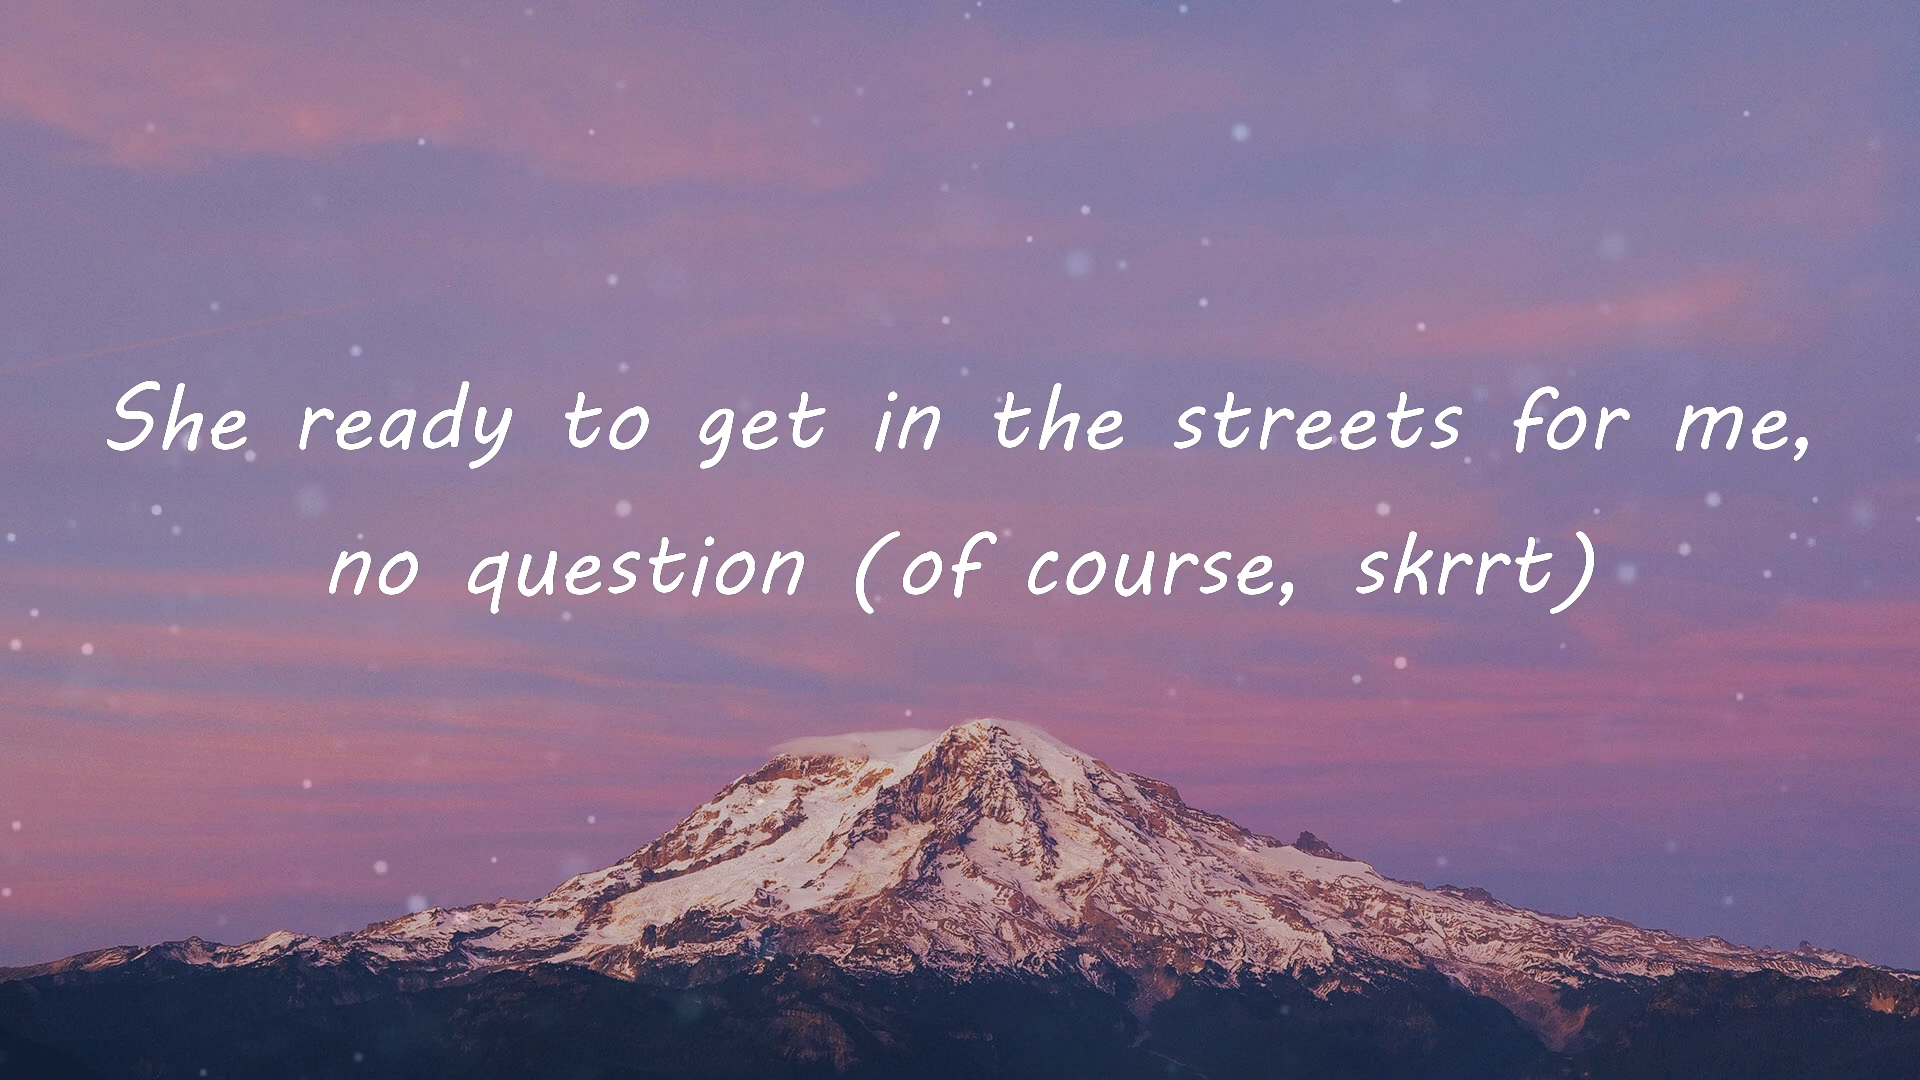 She ready to get in the streets for me,
no question (of course, skrrt)